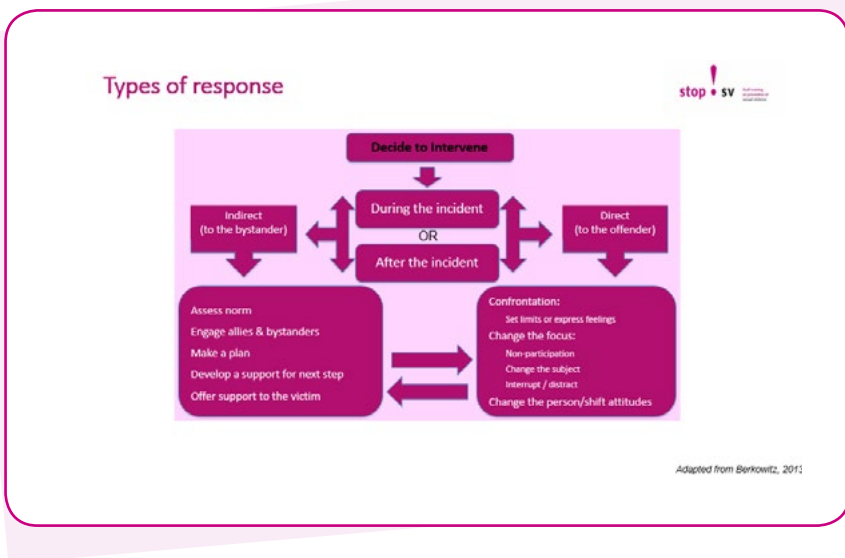 Types of response
stop ! sv
Decide to Intervene
During the incident
OR
After the incident
Indirect
(to the bystander)
Direct
(to the offender)
Assess norm
Engage allies & bystanders
Make a plan
Develop a support for next step
Offer support to the victim
Confrontation:
Set limits or express feelings
Change the focus:
Non-participation
Change the subject
Interrupt / distract
Change the person/shift attitudes
Adapted from Berkowitz, 2013